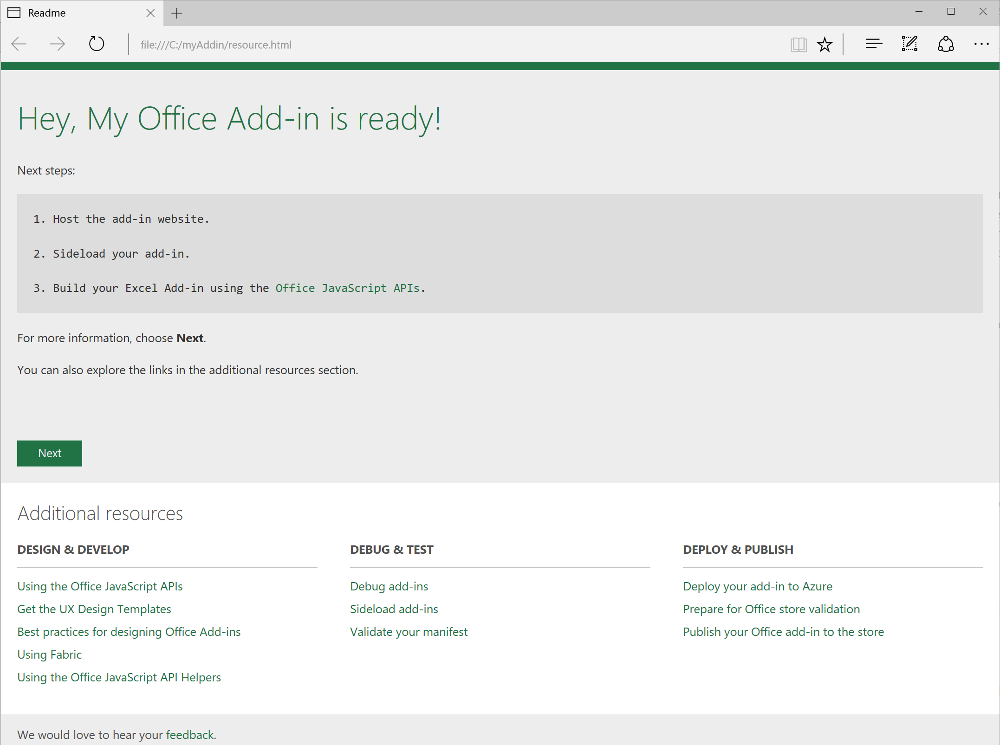 Readme
file:///C:/myAddin/resource.html
Hey, My Office Add-in is ready!
Next steps:
1. Host the add-in website.
2. Sideload your add-in.
3. Build your Excel Add-in using the Office JavaScript APIs.
For more information, choose Next.
You can also explore the links in the additional resources section.
Next
Additional resources
DESIGN & DEVELOP
Using the Office JavaScript APIs
Get the UX Design Templates
Best practices for designing Office Add-ins
Using Fabric
Using the Office JavaScript API Helpers
DEBUG & TEST
Debug add-ins
Sideload add-ins
Validate your manifest
DEPLOY & PUBLISH
Deploy your add-in to Azure
Prepare for Office store validation
Publish your Office add-in to the store
We would love to hear your feedback.